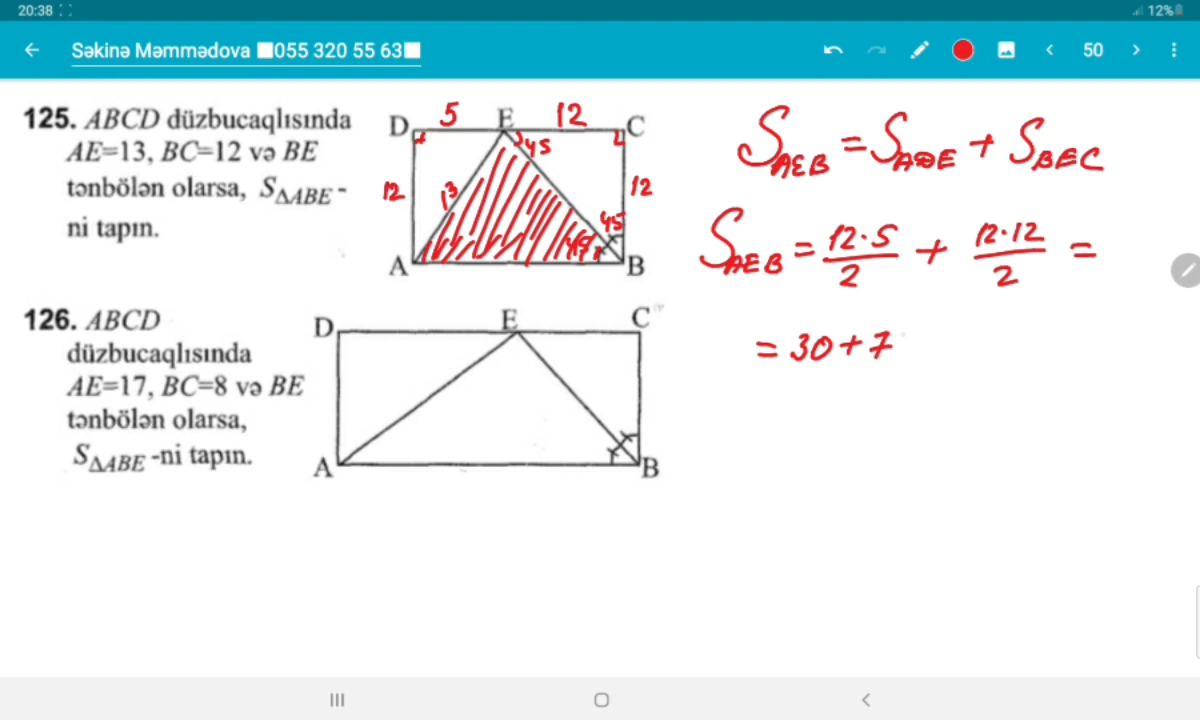 20:38 12%
Səkinə Məmmədova ■055 320 55 63■ 50
125. ABCD düzbucaqlısında
AE=13, BC=12 və BE
tənbölən olarsa, S△ABE -
ni tapın.
D 5 E 12 C
45
12 13 12
45
45
A B
S AEB = S ADE + S BEC
S AEB = 12·5/2 + 12·12/2 =
= 30+7
126. ABCD
düzbucaqlısında
AE=17, BC=8 və BE
tənbölən olarsa,
S△ABE -ni tapın.
D E C
A B